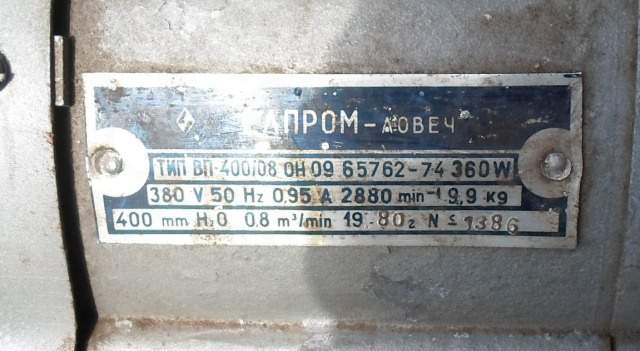 ЕЛПРОМ-ЛОВЕЧ
ТИП ВП-400/08 ОН 09 65762-74 360W
380 V 50 Hz 0,95 A 2880 min⁻¹ 9,9 кg
400 mm H₂O 0.8 m³/min 19 80 г N≤ 1386